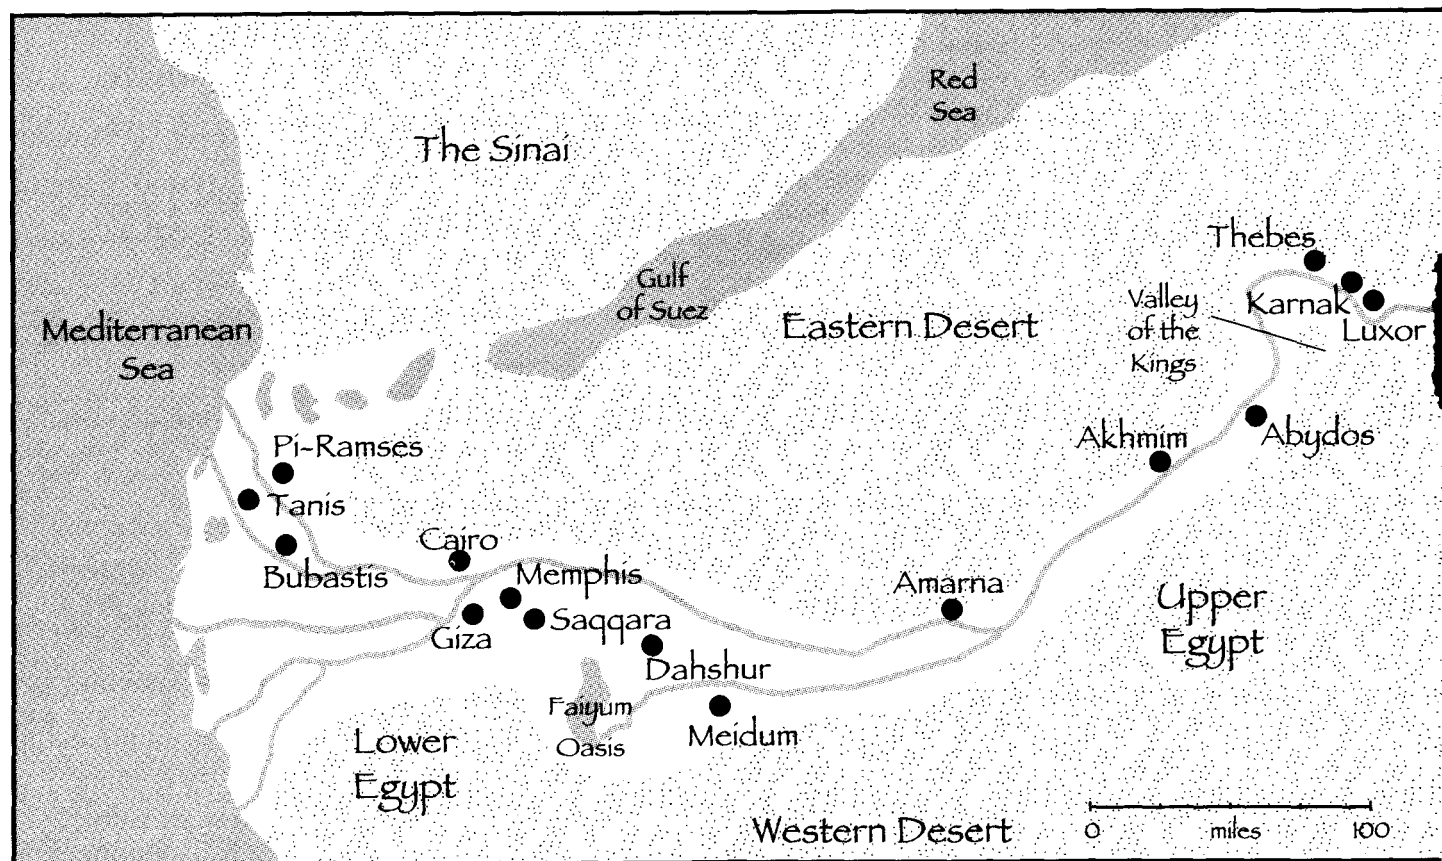 Red
Sea
The Sinai
Thebes
Gulf
of Suez
Valley
of the
Kings
Karnak
Luxor
Eastern Desert
Mediterranean
Sea
Akhmim
Abydos
Pi-Ramses
Tanis
Cairo
Bubastis
Memphis
Amarna
Upper
Egypt
Saqqara
Giza
Dahshur
Faiyum
Oasis
Meidum
Lower
Egypt
Western Desert
0 miles 100